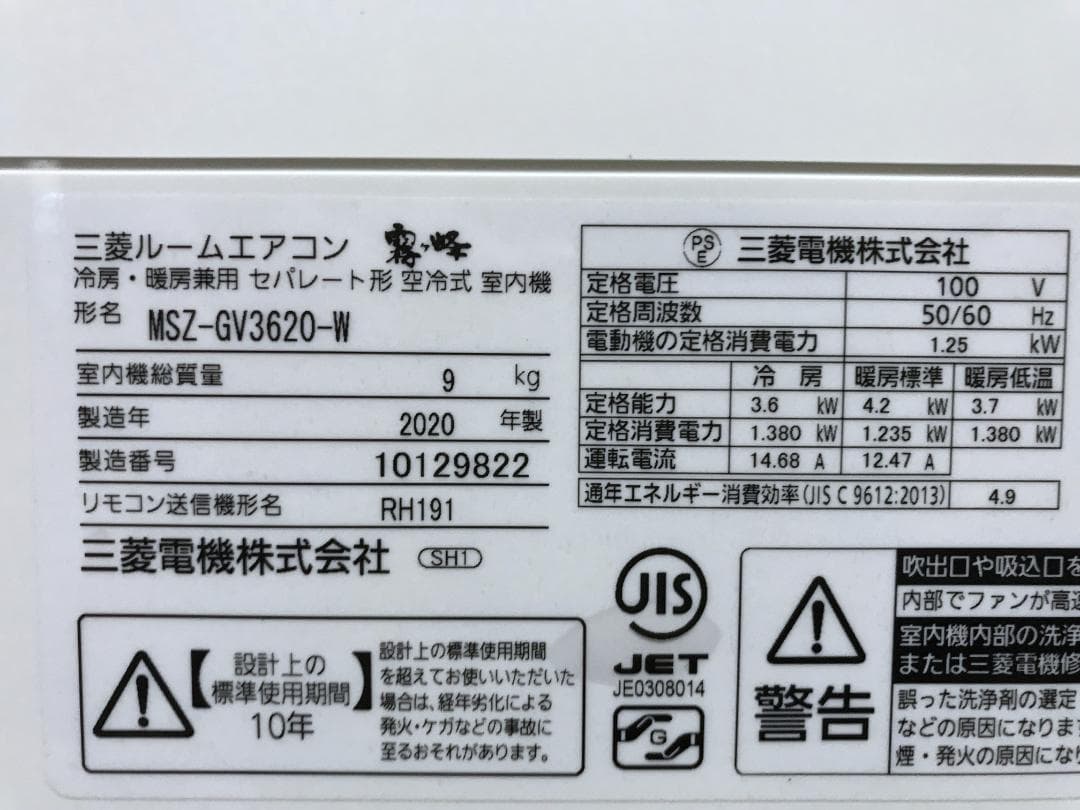 三菱ルームエアコン 霧ヶ峰
冷房・暖房兼用 セパレート形 空冷式 室内機
形名 MSZ-GV3620-W
室内機総質量 9 kg
製造年 2020 年製
製造番号 10129822
リモコン送信機形名 RH191
三菱電機株式会社 SH1
PS E 三菱電機株式会社
定格電圧 100 V
定格周波数 50/60 Hz
電動機の定格消費電力 1.25 kW
冷房 暖房標準 暖房低温
定格能力 3.6 kW 4.2 kW 3.7 kW
定格消費電力 1.380 kW 1.235 kW 1.380 kW
運転電流 14.68 A 12.47 A
通年エネルギー消費効率(JIS C 9612:2013) 4.9
【設計上の
標準使用期間】
10年
設計上の標準使用期間
を超えてお使いいただいた
場合は、経年劣化による
発火・ケガなどの事故に
至るおそれがあります。
JIS
JET
JE0308014
G
警告
吹出口や吸込口を
内部でファンが高速
室内機内部の洗浄
または三菱電機修
誤った洗浄剤の選定
などの原因になりま
煙・発火の原因にな